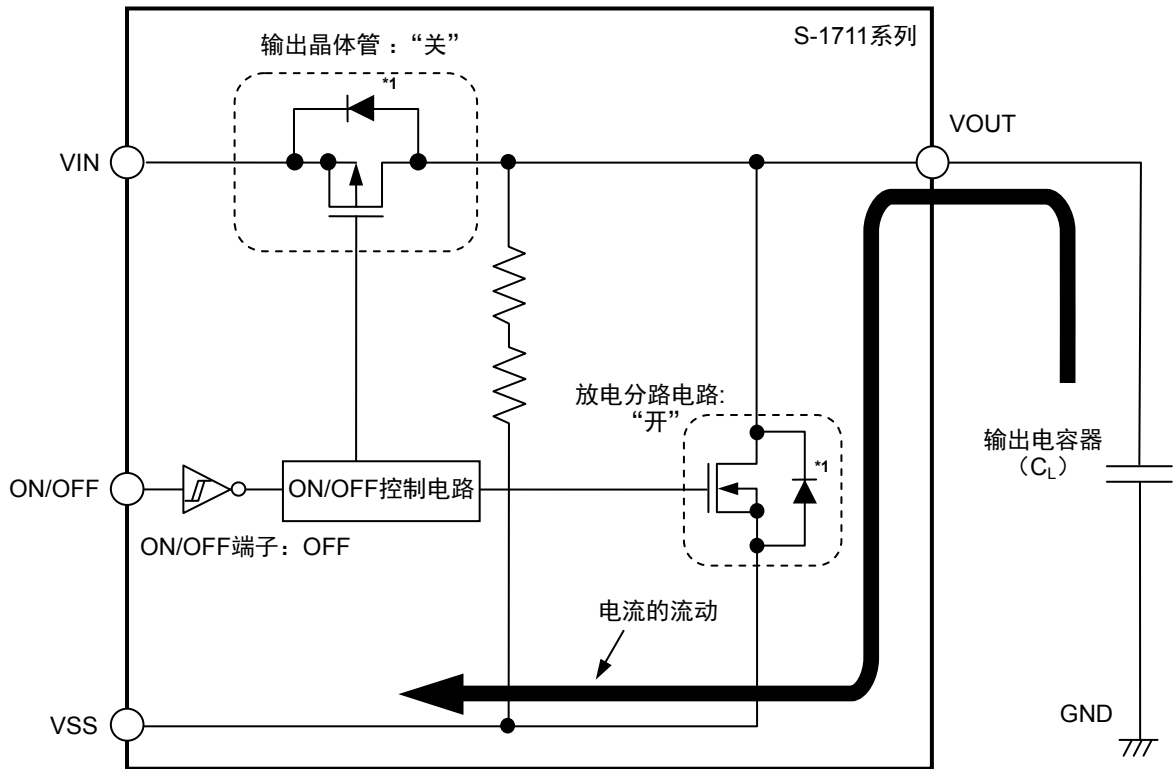 S-1711系列
输出晶体管：“关”
*1
VOUT
VIN
放电分路电路:
“开”
*1
输出电容器
（CL）
ON/OFF
ON/OFF控制电路
ON/OFF端子：OFF
电流的流动
VSS
GND